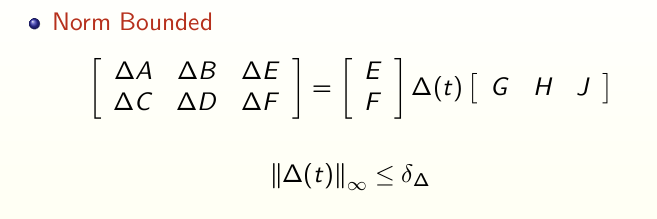 Norm Bounded
[ ΔA ΔB ΔE
ΔC ΔD ΔF ] = [ E
F ] Δ(t) [ G H J ]
‖Δ(t)‖∞ ≤ δΔ